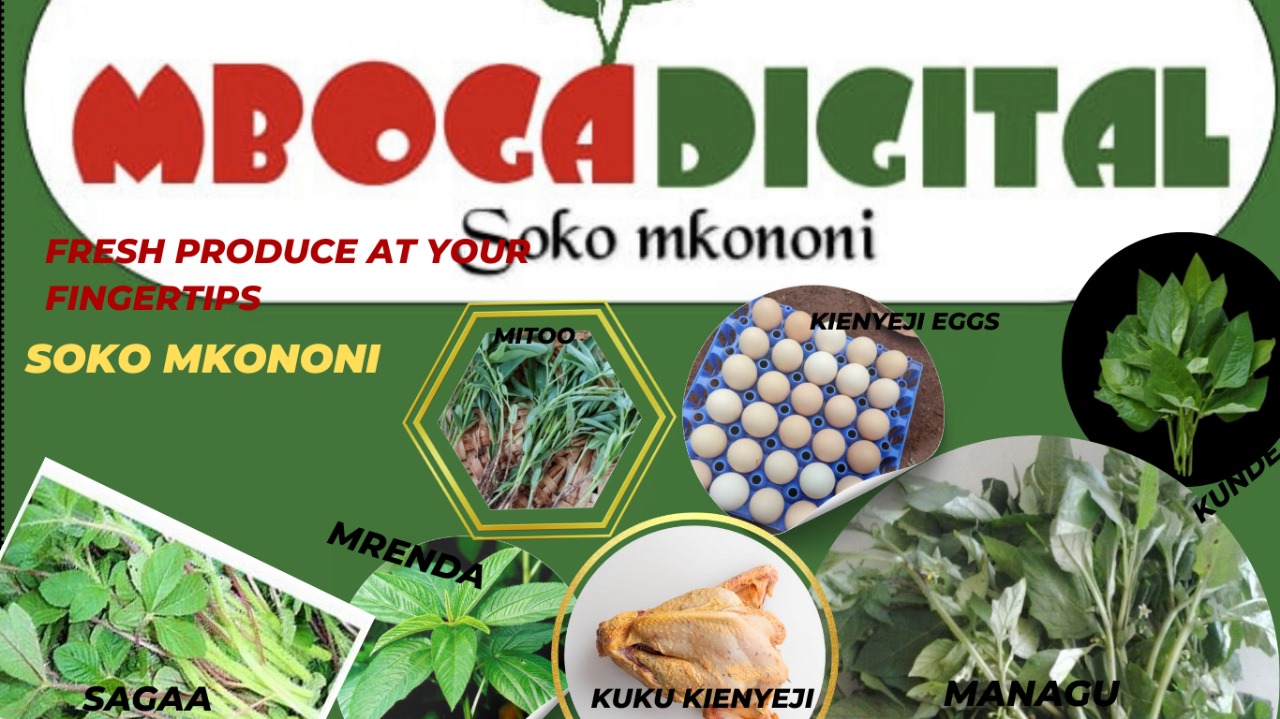 MBOGA DIGITAL
Soko mkononi
FRESH PRODUCE AT YOUR
FINGERTIPS
SOKO MKONONI
MITOO
KIENYEJI EGGS
KUNDE
MRENDA
SAGAA
KUKU KIENYEJI
MANAGU